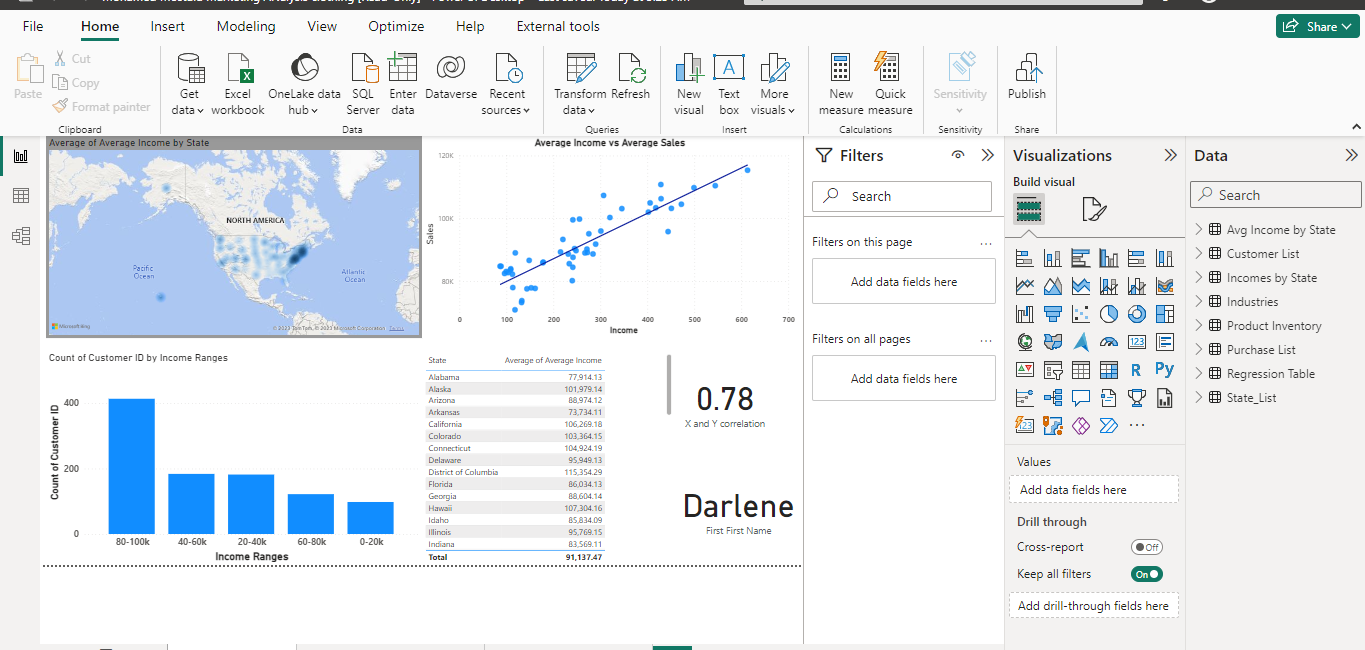 File Home Insert Modeling View Optimize Help External tools Share
Paste Cut Copy Format painter
Get data Excel workbook OneLake data hub SQL Server Enter data Dataverse Recent sources
Transform data Refresh New visual Text box More visuals New measure Quick measure Sensitivity Publish
Clipboard Data Queries Insert Calculations Sensitivity Share
Average of Average Income by State
NORTH AMERICA
Pacific Ocean
Atlantic Ocean
Microsoft Bing
© 2023 TomTom, © 2023 Microsoft Corporation Terms
Average Income vs Average Sales
Sales
120K
100K
80K
0 100 200 300 400 500 600 700
Income
Count of Customer ID by Income Ranges
Count of Customer ID
400
200
0
80-100k 40-60k 20-40k 60-80k 0-20k
Income Ranges
State Average of Average Income
Alabama 77,914.13
Alaska 101,979.14
Arizona 88,974.12
Arkansas 73,734.11
California 106,269.18
Colorado 103,364.15
Connecticut 104,924.19
Delaware 95,949.13
District of Columbia 115,354.29
Florida 86,034.13
Georgia 88,604.14
Hawaii 107,304.16
Idaho 85,834.09
Illinois 95,769.15
Indiana 83,569.11
Total 91,137.47
0.78
X and Y correlation
Darlene
First First Name
Filters
Search
Filters on this page ...
Add data fields here
Filters on all pages ...
Add data fields here
Visualizations
Build visual
123
R Py
123
...
Values
Add data fields here
Drill through
Cross-report Off
Keep all filters On
Add drill-through fields here
Data
Search
Avg Income by State
Customer List
Incomes by State
Industries
Product Inventory
Purchase List
Regression Table
State_List